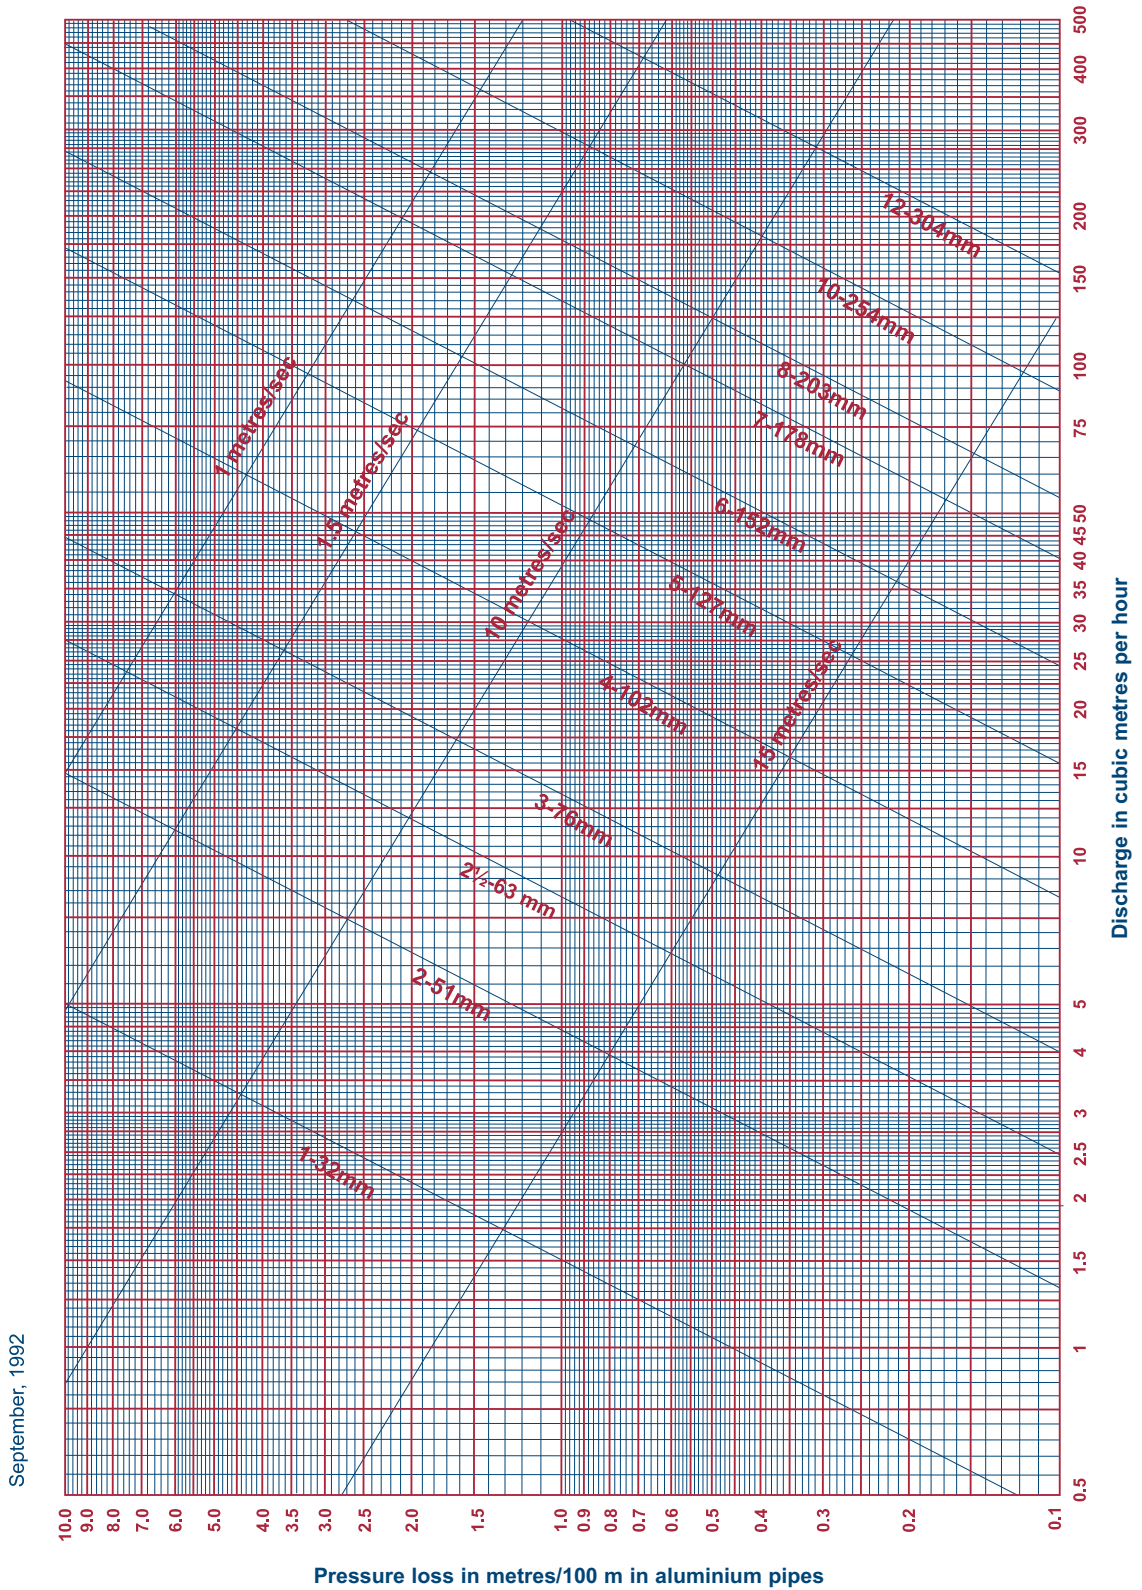 September, 1992
500
400
300
200
150
100
75
50
45
40
35
30
25
20
15
10
5
4
3
2.5
2
1.5
1
0.5
Discharge in cubic metres per hour
12-304mm
10-254mm
8-203mm
7-178mm
6-152mm
5-127mm
4-102mm
3-76mm
2½-63 mm
2-51mm
1-32mm
1 metres/sec
1.5 metres/sec
10 metres/sec
15 metres/sec
10.0
9.0
8.0
7.0
6.0
5.0
4.0
3.5
3.0
2.5
2.0
1.5
1.0
0.9
0.8
0.7
0.6
0.5
0.4
0.3
0.2
0.1
Pressure loss in metres/100 m in aluminium pipes